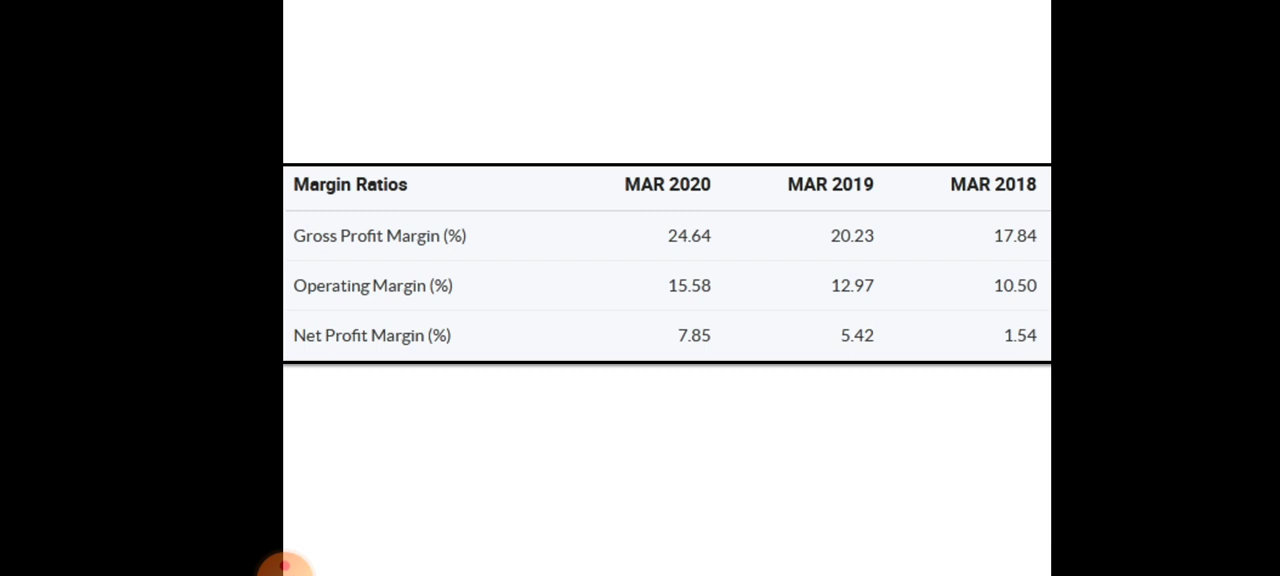 Margin Ratios MAR 2020 MAR 2019 MAR 2018
Gross Profit Margin (%) 24.64 20.23 17.84
Operating Margin (%) 15.58 12.97 10.50
Net Profit Margin (%) 7.85 5.42 1.54